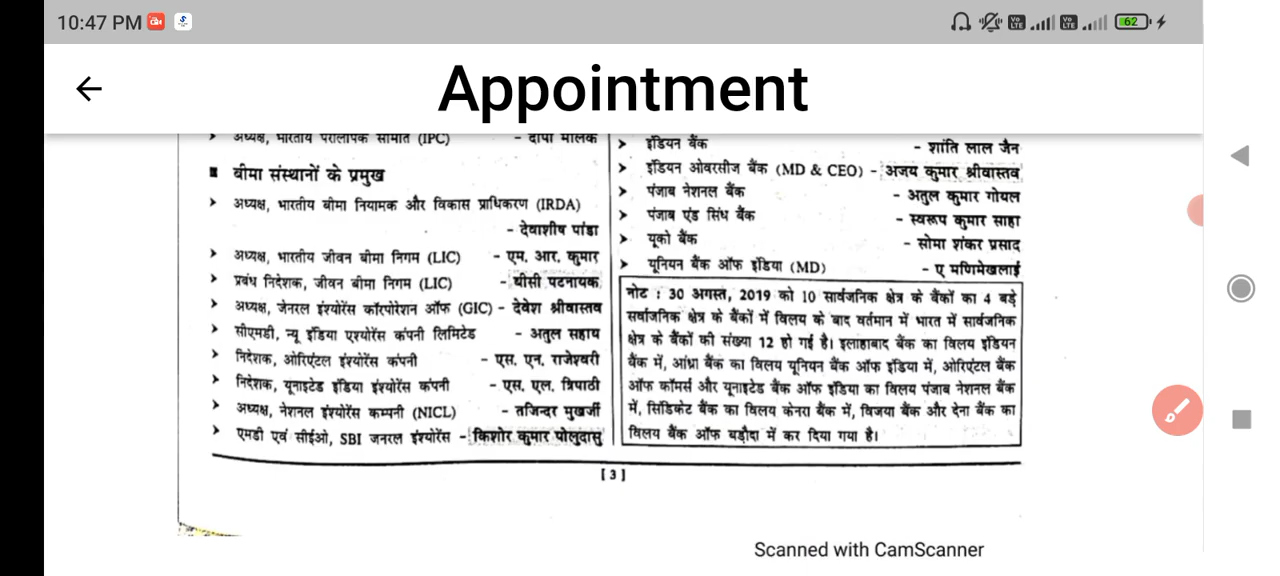 10:47 PM
62
Appointment
अध्यक्ष, भारतीय परालंपिक समिति (IPC) - दीपा मलिक
■ बीमा संस्थानों के प्रमुख
➤ अध्यक्ष, भारतीय बीमा नियामक और विकास प्राधिकरण (IRDA)
- देवाशीष पांडा
➤ अध्यक्ष, भारतीय जीवन बीमा निगम (LIC) - एम. आर. कुमार
➤ प्रबंध निदेशक, जीवन बीमा निगम (LIC) - बीसी पटनायक
➤ अध्यक्ष, जेनरल इंश्योरेंस कॉरपोरेशन ऑफ (GIC) - देवेश श्रीवास्तव
➤ सीएमडी, न्यू इंडिया एश्योरेंस कंपनी लिमिटेड - अतुल सहाय
➤ निदेशक, ओरिएंटल इंश्योरेंस कंपनी - एस. एन. राजेश्वरी
➤ निदेशक, यूनाइटेड इंडिया इंश्योरेंस कंपनी - एस. एल. त्रिपाठी
➤ अध्यक्ष, नेशनल इंश्योरेंस कम्पनी (NICL) - तजिन्दर मुखर्जी
➤ एमडी एवं सीईओ, SBI जनरल इंश्योरेंस - किशोर कुमार पोलुदासु
➤ इंडियन बैंक - शांति लाल जैन
➤ इंडियन ओवरसीज बैंक (MD & CEO) - अजय कुमार श्रीवास्तव
➤ पंजाब नेशनल बैंक - अतुल कुमार गोयल
➤ पंजाब एंड सिंध बैंक - स्वरूप कुमार साहा
➤ यूको बैंक - सोमा शंकर प्रसाद
➤ यूनियन बैंक ऑफ इंडिया (MD) - ए मणिमेखलाई
नोट : 30 अगस्त, 2019 को 10 सार्वजनिक क्षेत्र के बैंकों का 4 बड़े
सर्वाजनिक क्षेत्र के बैंकों में विलय के बाद वर्तमान में भारत में सार्वजनिक
क्षेत्र के बैंकों की संख्या 12 हो गई है। इलाहाबाद बैंक का विलय इंडियन
बैंक में, आंध्रा बैंक का विलय यूनियन बैंक ऑफ इंडिया में, ओरिएंटल बैंक
ऑफ कॉमर्स और यूनाइटेड बैंक ऑफ इंडिया का विलय पंजाब नेशनल बैंक
में, सिंडिकेट बैंक का विलय केनरा बैंक में, विजया बैंक और देना बैंक का
विलय बैंक ऑफ बड़ौदा में कर दिया गया है।
[ 3 ]
Scanned with CamScanner